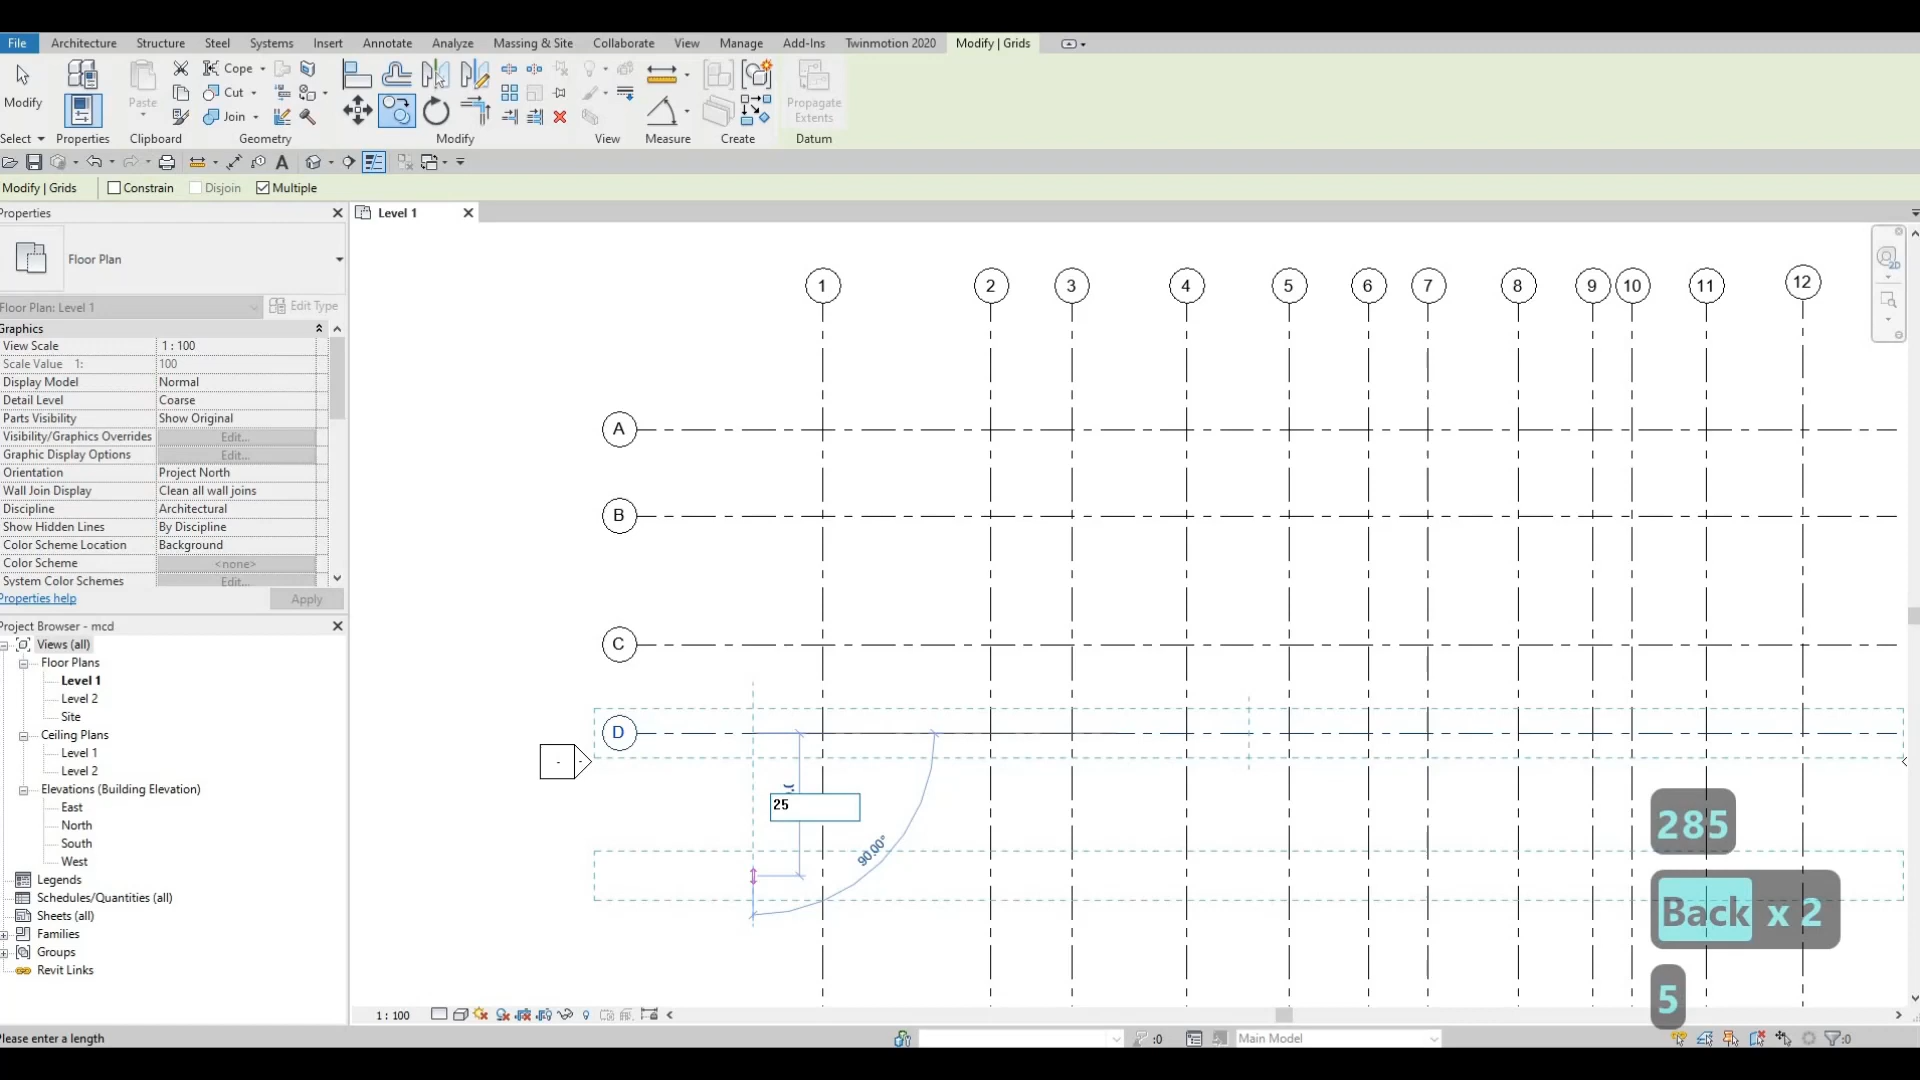 File Architecture Structure Steel Systems Insert Annotate Analyze Massing & Site Collaborate View Manage Add-Ins Twinmotion 2020 Modify | Grids
Modify
Paste
Cope
Cut
Join
Propagate
Extents
Select Properties Clipboard Geometry Modify View Measure Create Datum
A
Modify | Grids Constrain Disjoin Multiple
Properties
Level 1
2D
Floor Plan
Floor Plan: Level 1 Edit Type
Graphics
View Scale 1 : 100
Scale Value 1: 100
Display Model Normal
Detail Level Coarse
Parts Visibility Show Original
Visibility/Graphics Overrides Edit...
Graphic Display Options Edit...
Orientation Project North
Wall Join Display Clean all wall joins
Discipline Architectural
Show Hidden Lines By Discipline
Color Scheme Location Background
Color Scheme <none>
System Color Schemes Edit...
Properties help Apply
Project Browser - mcd
Views (all)
Floor Plans
Level 1
Level 2
Site
Ceiling Plans
Level 1
Level 2
Elevations (Building Elevation)
East
North
South
West
Legends
Schedules/Quantities (all)
Sheets (all)
Families
Groups
Revit Links
1 2 3 4 5 6 7 8 9 10 11 12
A
B
C
D
25
90.00°
285
Back x 2
5
1 : 100
Please enter a length
:0
Main Model
:0